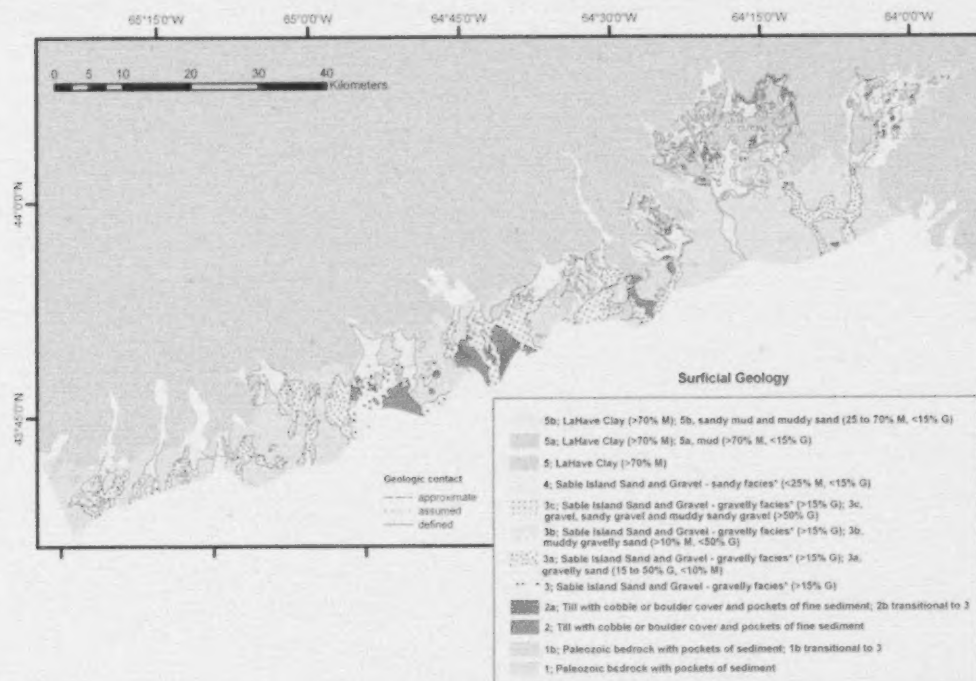 65°15'0"W 65°0'0"W 64°45'0"W 64°30'0"W 64°15'0"W 64°0'0"W
0 5 10 20 30 40
Kilometers
44°0'0"N
43°45'0"N
Geologic contact
approximate
assumed
defined
Surficial Geology
5b; LaHave Clay (>70% M); 5b, sandy mud and muddy sand (25 to 70% M, <15% G)
5a; LaHave Clay (>70% M); 5a, mud (>70% M, <15% G)
5; LaHave Clay (>70% M)
4; Sable Island Sand and Gravel - sandy facies* (<25% M, <15% G)
3c; Sable Island Sand and Gravel - gravelly facies* (>15% G); 3c,
gravel, sandy gravel and muddy sandy gravel (>50% G)
3b; Sable Island Sand and Gravel - gravelly facies* (>15% G); 3b,
muddy gravelly sand (>10% M, <50% G)
3a; Sable Island Sand and Gravel - gravelly facies* (>15% G); 3a,
gravelly sand (15 to 50% G, <10% M)
3; Sable Island Sand and Gravel - gravelly facies* (>15% G)
2a; Till with cobble or boulder cover and pockets of fine sediment; 2b transitional to 3
2; Till with cobble or boulder cover and pockets of fine sediment
1b; Paleozoic bedrock with pockets of sediment; 1b transitional to 3
1; Paleozoic bedrock with pockets of sediment